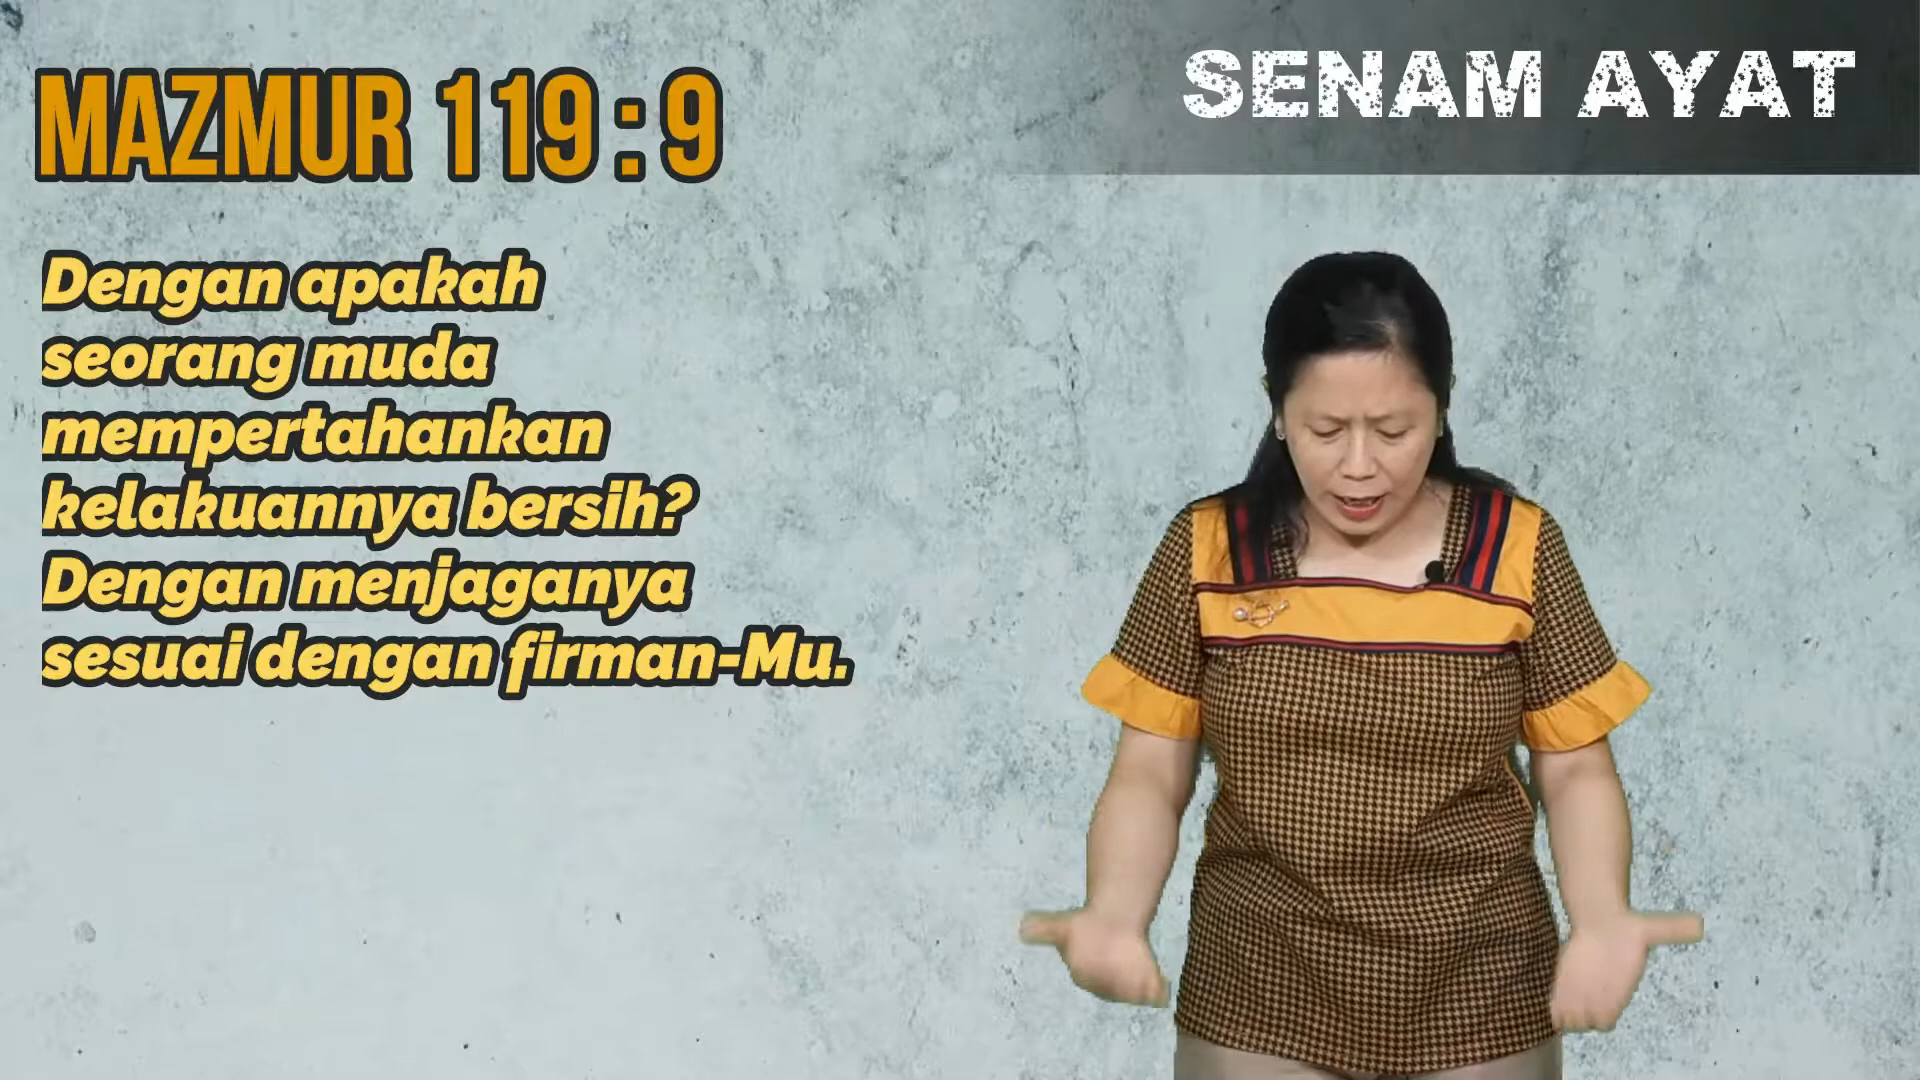 MAZMUR 119 : 9
SENAM AYAT
Dengan apakah
seorang muda
mempertahankan
kelakuannya bersih?
Dengan menjaganya
sesuai dengan firman-Mu.